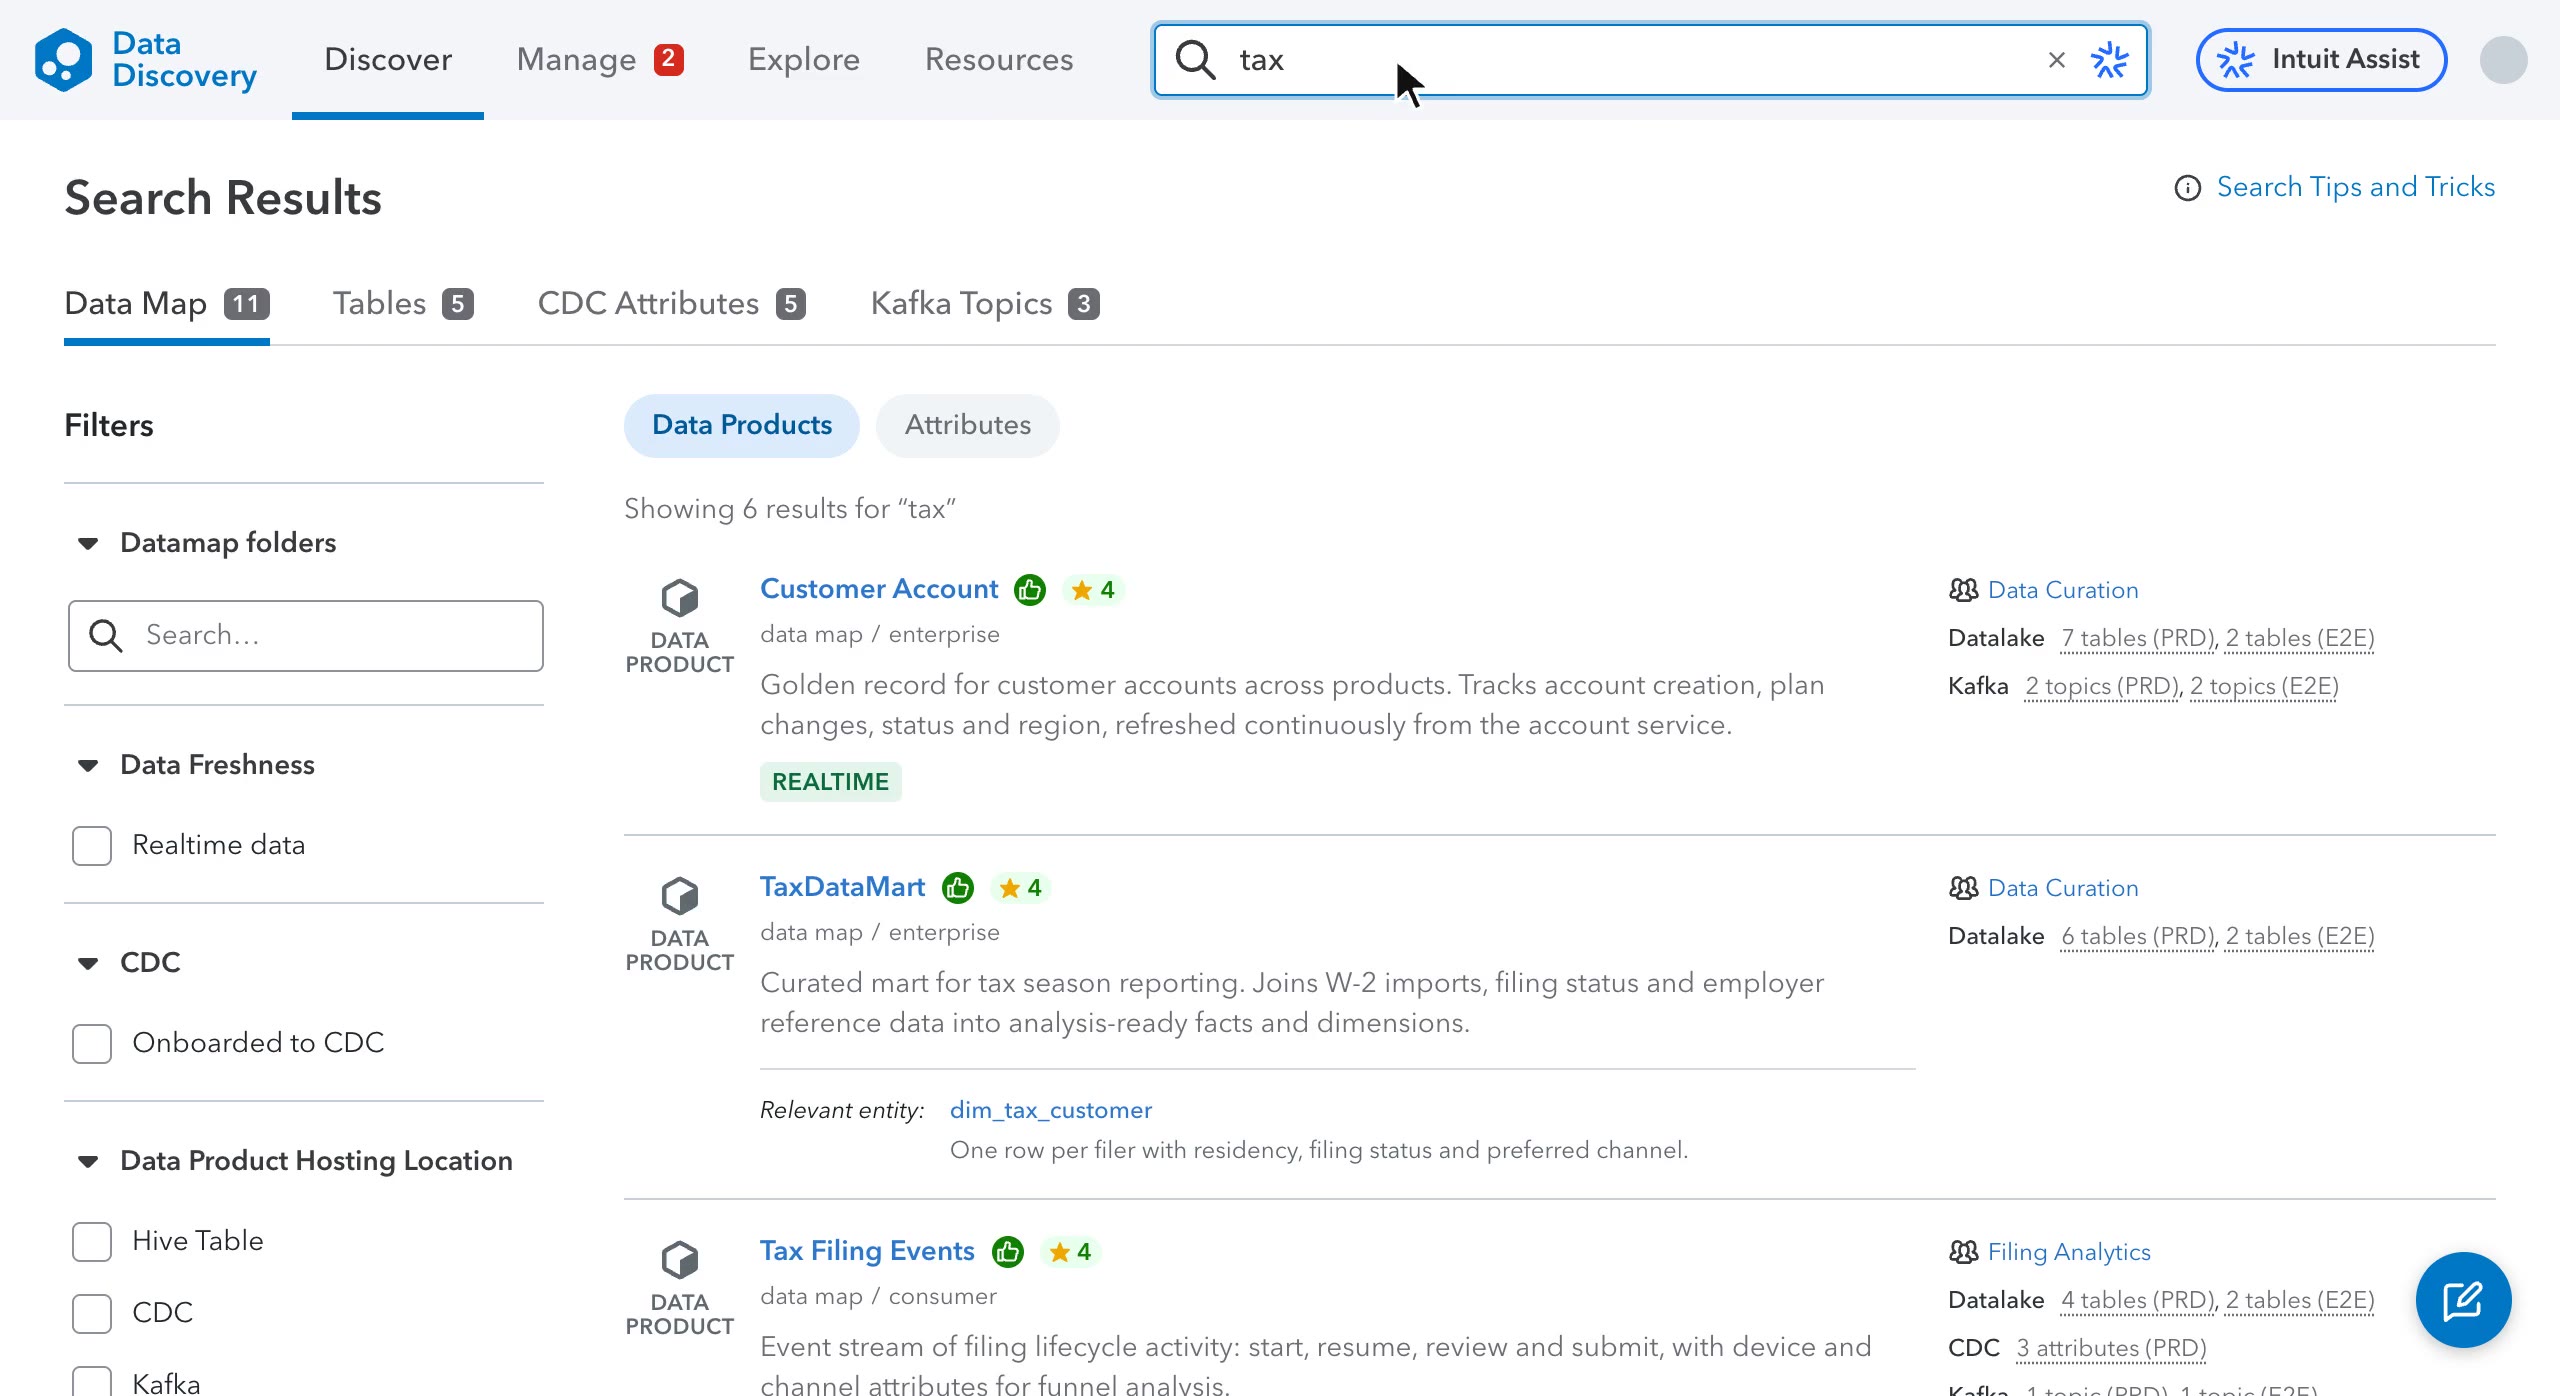 Data
Discovery
Discover
Manage 2
Explore
Resources
tax
Intuit Assist
Search Results
Search Tips and Tricks
Data Map 11
Tables 5
CDC Attributes 5
Kafka Topics 3
Filters
Datamap folders
Search...
Data Freshness
Realtime data
CDC
Onboarded to CDC
Data Product Hosting Location
Hive Table
CDC
Kafka
Data Products
Attributes
Showing 6 results for “tax”
DATA
PRODUCT
Customer Account 4
data map / enterprise
Golden record for customer accounts across products. Tracks account creation, plan
changes, status and region, refreshed continuously from the account service.
REALTIME
Data Curation
Datalake 7 tables (PRD), 2 tables (E2E)
Kafka 2 topics (PRD), 2 topics (E2E)
DATA
PRODUCT
TaxDataMart 4
data map / enterprise
Curated mart for tax season reporting. Joins W-2 imports, filing status and employer
reference data into analysis-ready facts and dimensions.
Relevant entity: dim_tax_customer
One row per filer with residency, filing status and preferred channel.
Data Curation
Datalake 6 tables (PRD), 2 tables (E2E)
DATA
PRODUCT
Tax Filing Events 4
data map / consumer
Event stream of filing lifecycle activity: start, resume, review and submit, with device and
channel attributes for funnel analysis.
Filing Analytics
Datalake 4 tables (PRD), 2 tables (E2E)
CDC 3 attributes (PRD)
Kafka 1 topic (PRD), 1 topic (E2E)